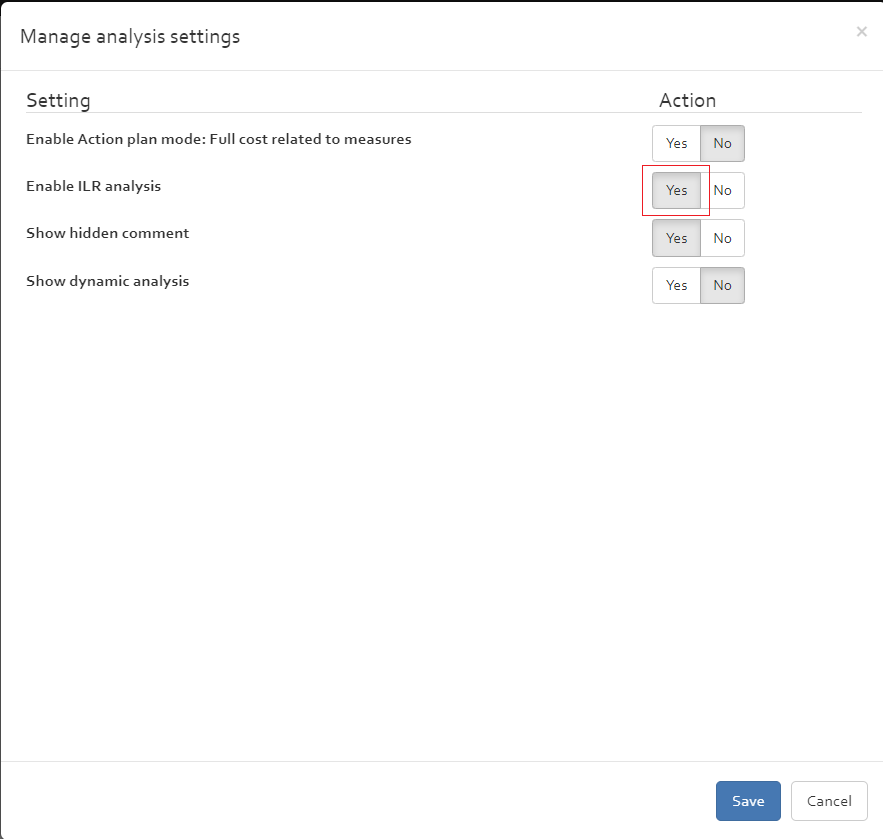 Manage analysis settings ×
Setting Action
Enable Action plan mode: Full cost related to measures Yes No
Enable ILR analysis Yes No
Show hidden comment Yes No
Show dynamic analysis Yes No
Save Cancel